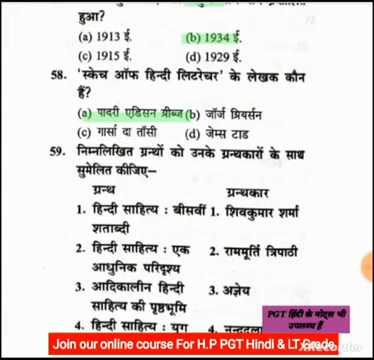 हुआ?
(a) 1913 ई. (b) 1934 ई.
(c) 1915 ई. (d) 1929 ई.
58. 'स्केच ऑफ हिन्दी लिटरेचर' के लेखक कौन
हैं?
(a) पादरी एडिसन ग्रीब्ज (b) जॉर्ज ग्रियर्सन
(c) गार्सा दा तॉसी (d) जेम्स टाड
59. निम्नलिखित ग्रन्थों को उनके ग्रन्थकारों के साथ
सुमेलित कीजिए–
ग्रन्थ ग्रन्थकार
1. हिन्दी साहित्य : बीसवीं 1. शिवकुमार शर्मा
शताब्दी
2. हिन्दी साहित्य : एक 2. राममूर्ति त्रिपाठी
आधुनिक परिदृश्य
3. आदिकालीन हिन्दी 3. अज्ञेय
साहित्य की पृष्ठभूमि
4. हिन्दी साहित्य : युग 4.
PGT हिंदी के नोट्स भी
उपलब्ध हैं
Join our online course For H.P PGT Hindi & LT Grade